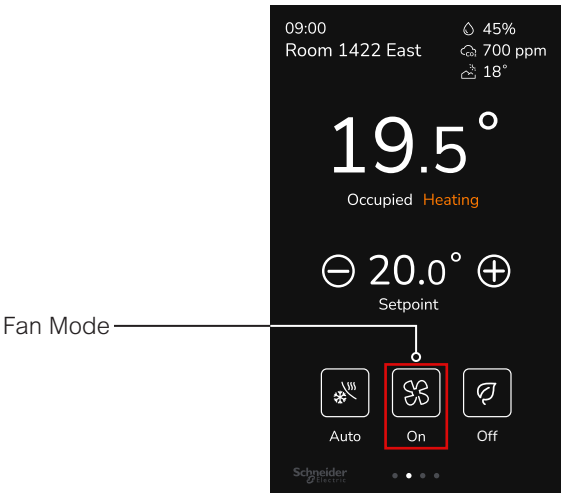 09:00
45%
Room 1422 East
CO2
700 ppm
18°
19.5°
Occupied Heating
20.0°
Setpoint
Fan Mode
Auto On Off
Schneider
Electric